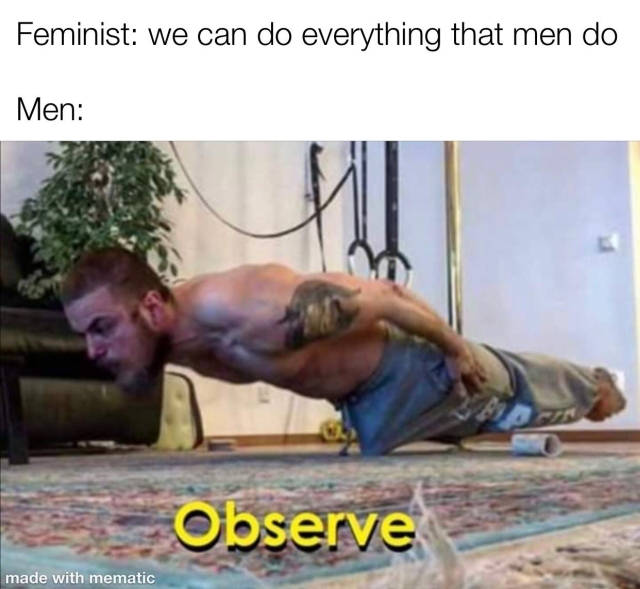 Feminist: we can do everything that men do
Men:
Observe
made with mematic